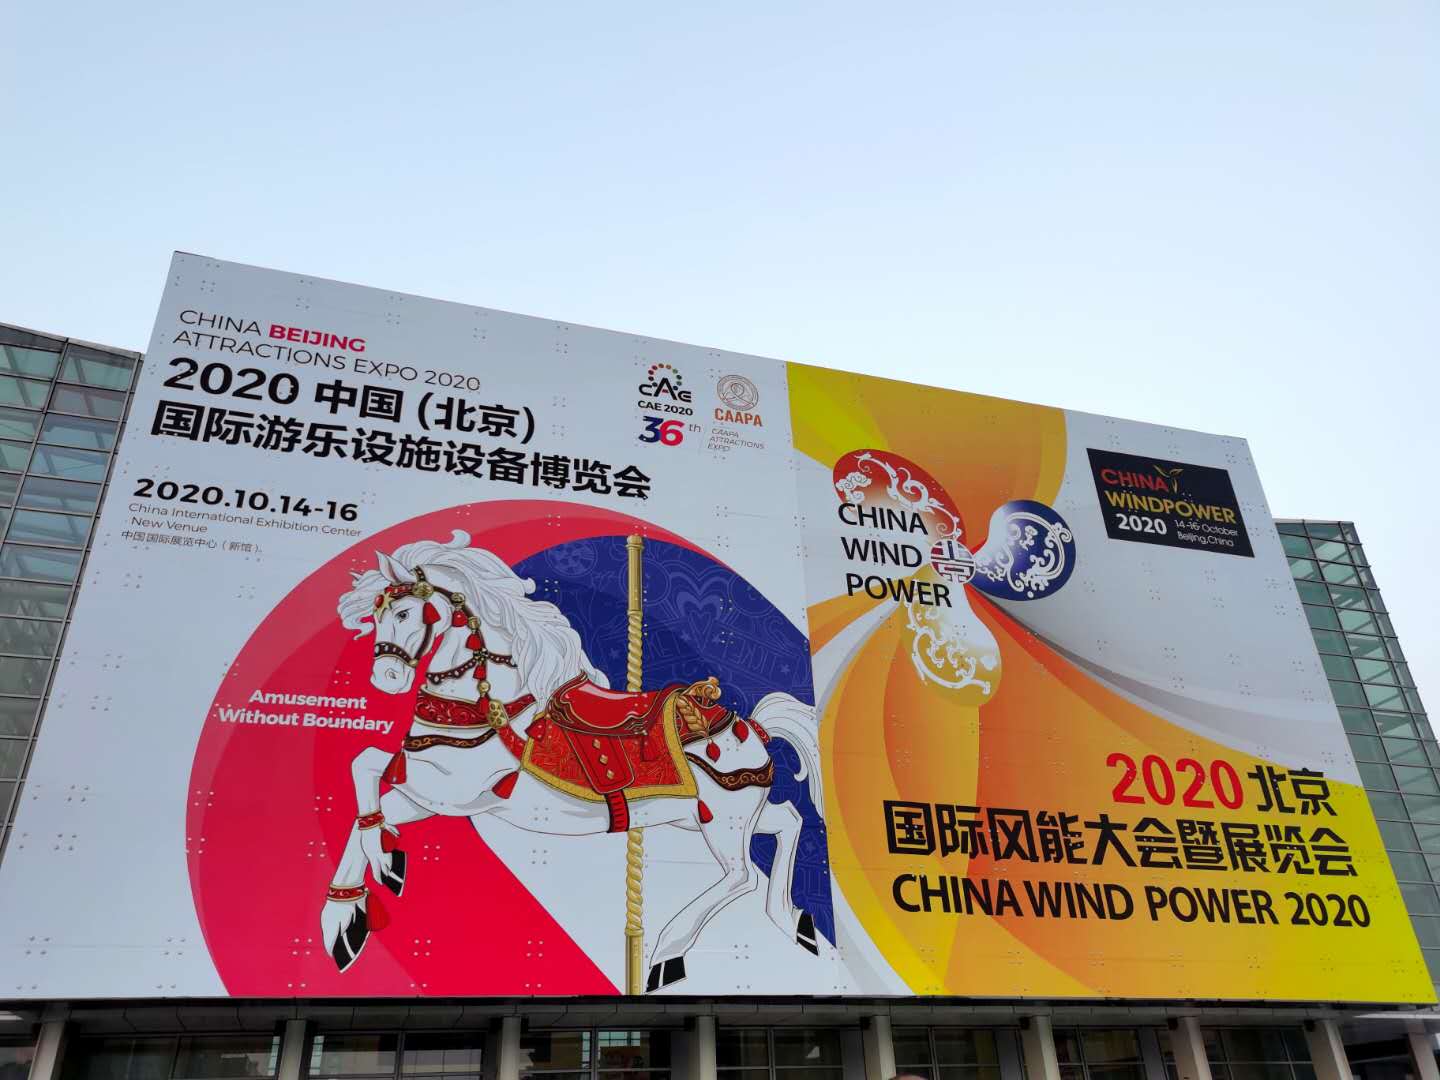 CHINA BEIJING
ATTRACTIONS EXPO 2020
2020 中国 (北京)
国际游乐设施设备博览会
2020.10.14-16
China International Exhibition Center
New Venue
中国国际展览中心（新馆）。
CAE
CAE 2020
36th
CAAPA
CAAPA
ATTRACTIONS
EXPO
Amusement
Without Boundary
CHINA
WIND
POWER
CHINA
WINDPOWER
2020 14-16 October
Beijing,China
2020 北京
国际风能大会暨展览会
CHINA WIND POWER 2020